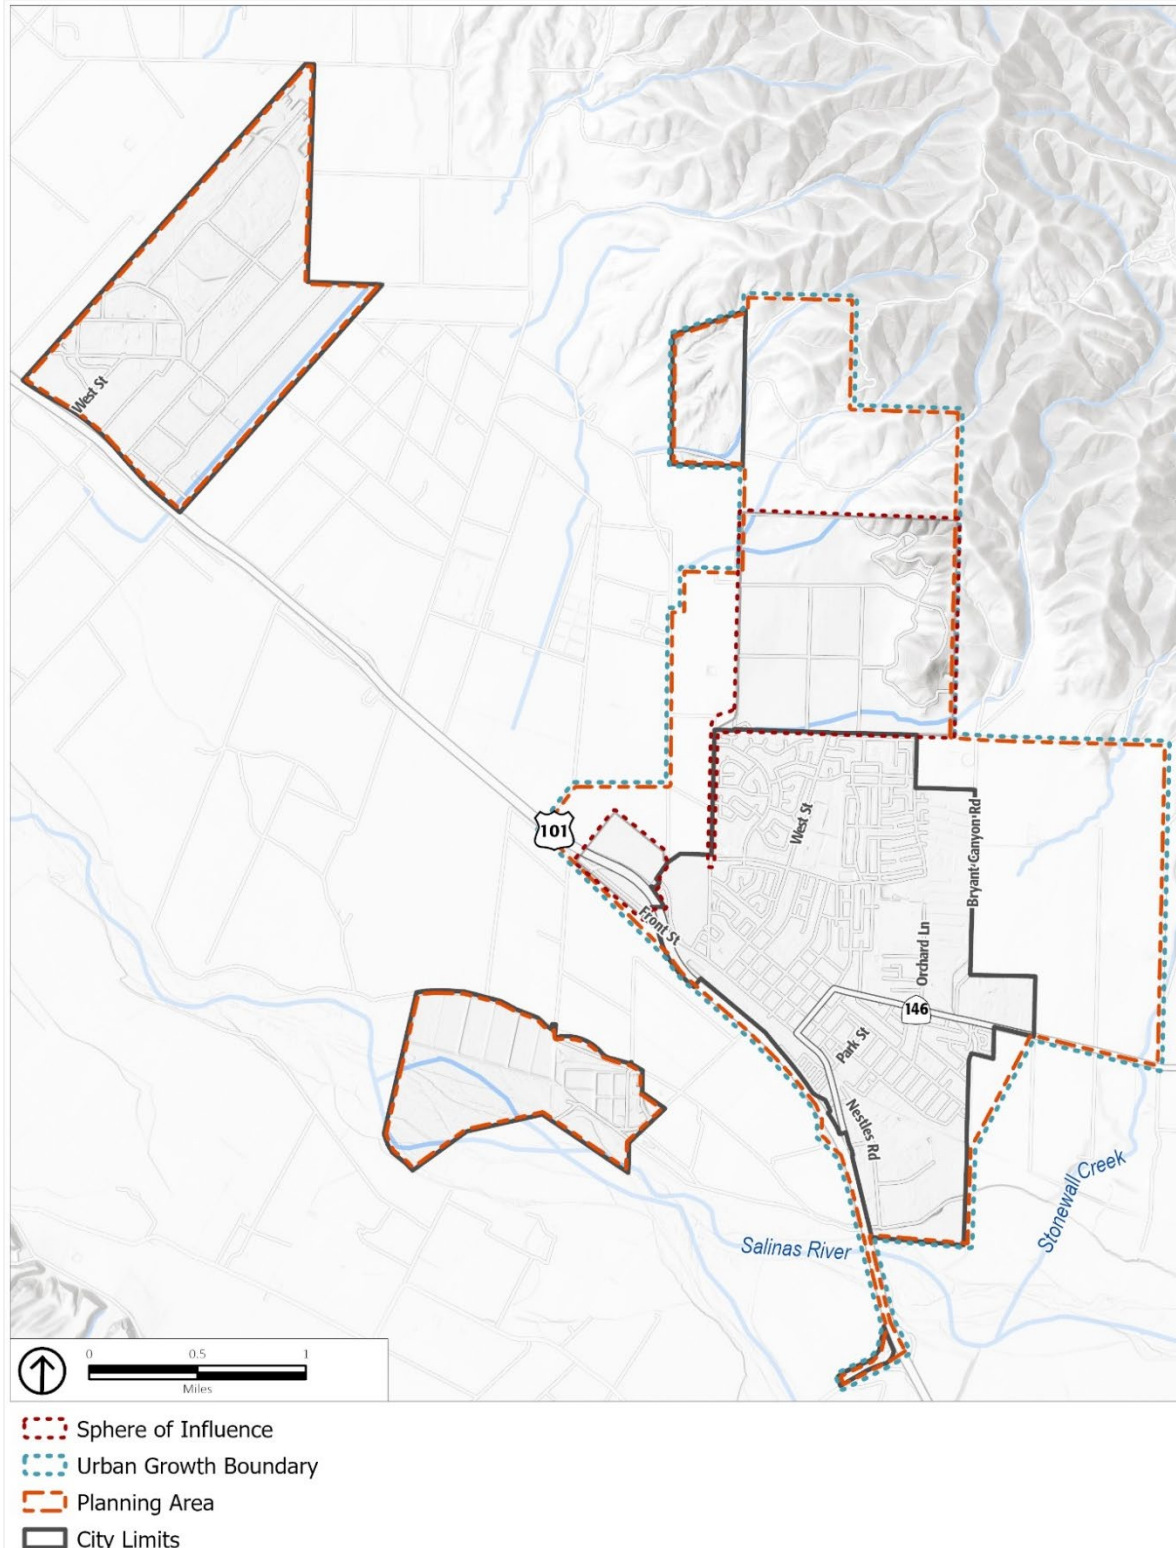 West St
101
West St
Bryant Canyon Rd
Front St
Orchard Ln
146
Park St
Nestles Rd
Stonewall Creek
Salinas River
0 0.5 1
Miles
Sphere of Influence
Urban Growth Boundary
Planning Area
City Limits